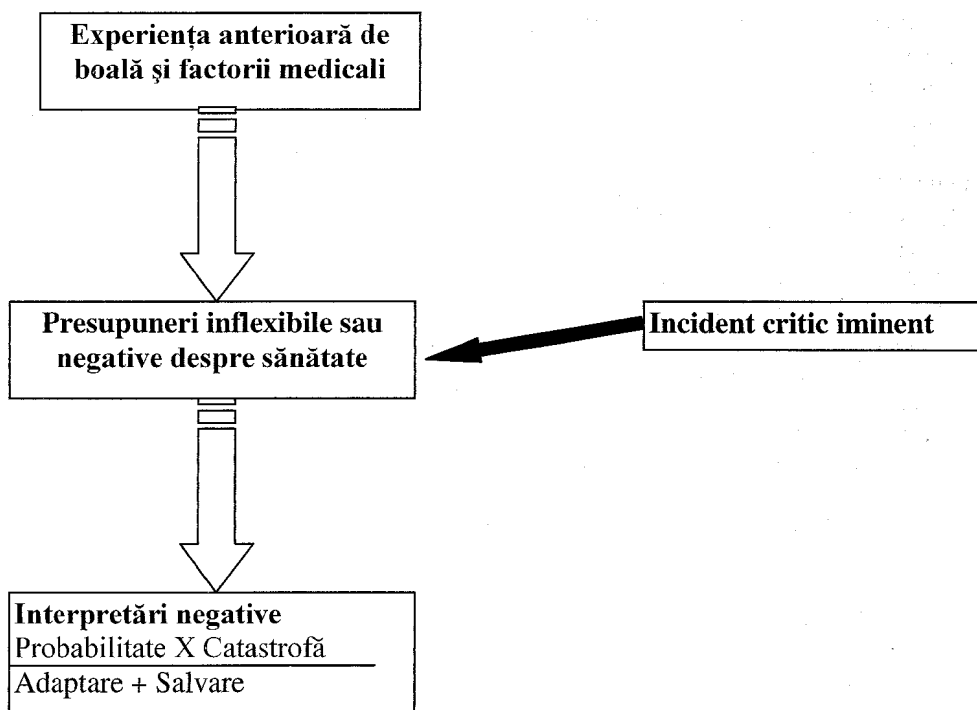 Experiența anterioară de
boală şi factorii medicali
Presupuneri inflexibile sau
negative despre sănătate
Incident critic iminent
Interpretări negative
Probabilitate X Catastrofă
Adaptare + Salvare